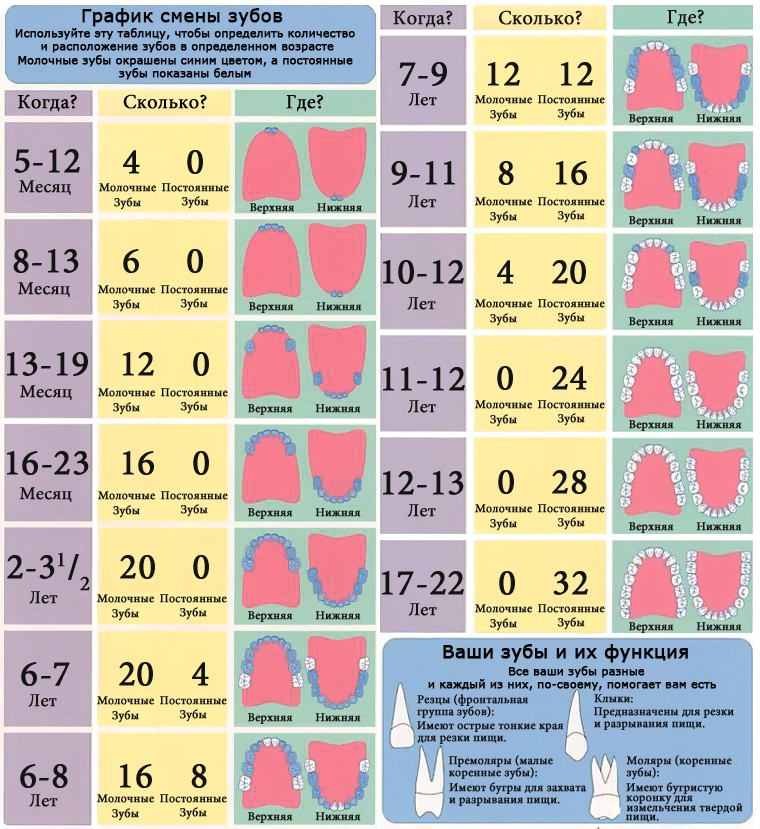 График смены зубов
Используйте эту таблицу, чтобы определить количество
и расположение зубов в определенном возрасте
Молочные зубы окрашены синим цветом, а постоянные
зубы показаны белым
Когда? Сколько? Где?
5-12 4 0
Месяц Молочные Постоянные
Зубы Зубы
Верхняя Нижняя
8-13 6 0
Месяц Молочные Постоянные
Зубы Зубы
Верхняя Нижняя
13-19 12 0
Месяц Молочные Постоянные
Зубы Зубы
Верхняя Нижняя
16-23 16 0
Месяц Молочные Постоянные
Зубы Зубы
Верхняя Нижняя
2-3¹/₂ 20 0
Лет Молочные Постоянные
Зубы Зубы
Верхняя Нижняя
6-7 20 4
Лет Молочные Постоянные
Зубы Зубы
Верхняя Нижняя
6-8 16 8
Лет Молочные Постоянные
Зубы Зубы
Верхняя Нижняя
Когда? Сколько? Где?
7-9 12 12
Лет Молочные Постоянные
Зубы Зубы
Верхняя Нижняя
9-11 8 16
Лет Молочные Постоянные
Зубы Зубы
Верхняя Нижняя
10-12 4 20
Лет Молочные Постоянные
Зубы Зубы
Верхняя Нижняя
11-12 0 24
Лет Молочные Постоянные
Зубы Зубы
Верхняя Нижняя
12-13 0 28
Лет Молочные Постоянные
Зубы Зубы
Верхняя Нижняя
17-22 0 32
Лет Молочные Постоянные
Зубы Зубы
Верхняя Нижняя
Ваши зубы и их функция
Все ваши зубы разные
и каждый из них, по-своему, помогает вам есть
Резцы (фронтальная
группа зубов):
Имеют острые тонкие края
для резки пищи.
Клыки:
Предназначены для резки
и разрывания пищи.
Премоляры (малые
коренные зубы):
Имеют бугры для захвата
и разрывания пищи.
Моляры (коренные
зубы):
Имеют бугристую
коронку для
измельчения твердой
пищи.